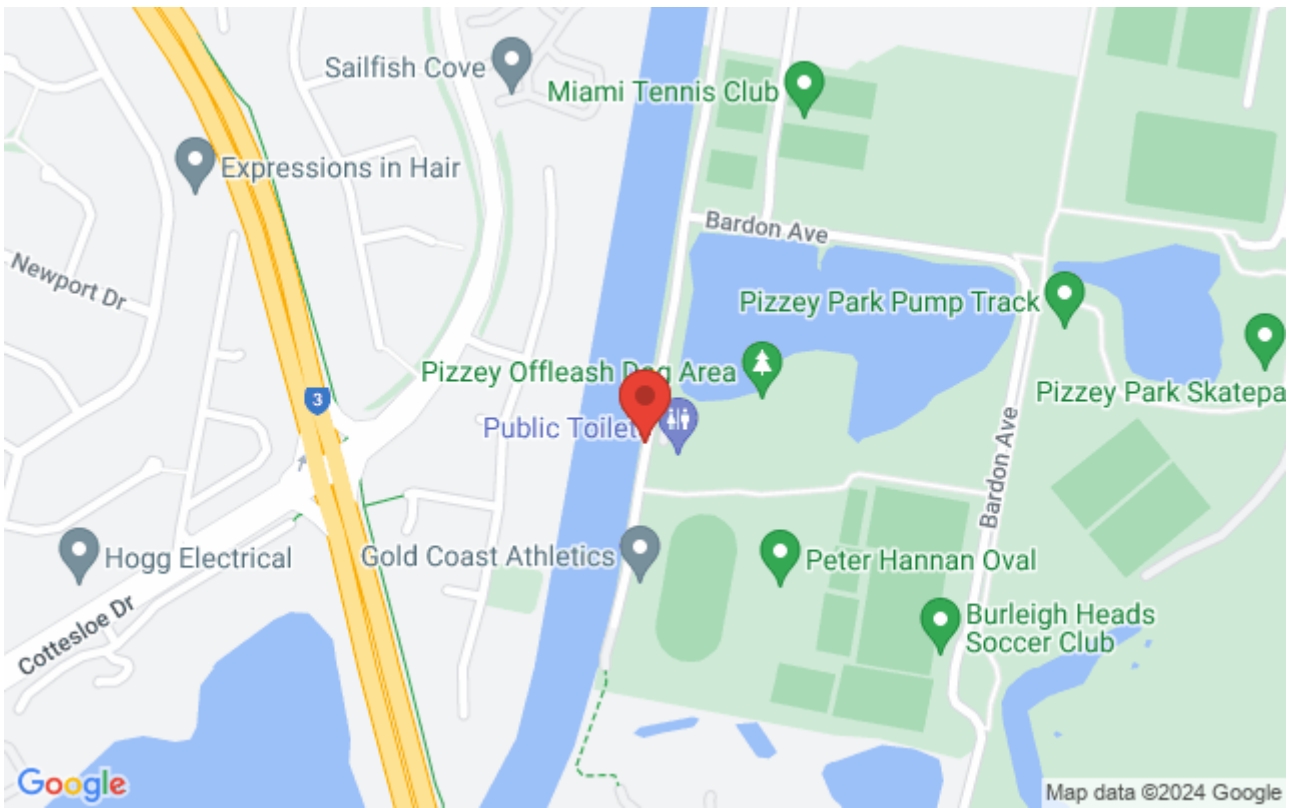 Sailfish Cove
Miami Tennis Club
Expressions in Hair
Bardon Ave
Newport Dr
Pizzey Park Pump Track
Pizzey Offleash Dog Area
3
Pizzey Park Skatepa
Public Toilet
Bardon Ave
Hogg Electrical
Gold Coast Athletics
Peter Hannan Oval
Burleigh Heads
Soccer Club
Cottesloe Dr
Google
Map data ©2024 Google